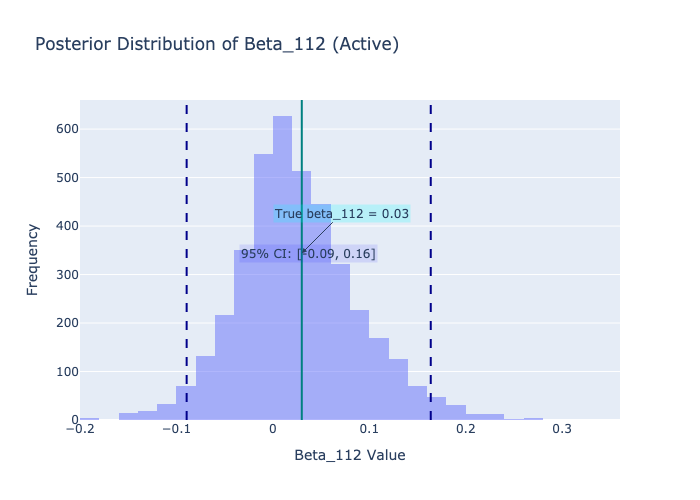 Posterior Distribution of Beta_112 (Active)
600
500
400
300
200
100
0
Frequency
True beta_112 = 0.03
95% CI: [-0.09, 0.16]
−0.2
−0.1
0
0.1
0.2
0.3
Beta_112 Value